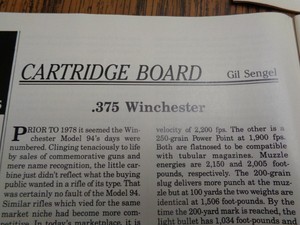 CARTRIDGE BOARD Gil Sengel
.375 Winchester
PRIOR TO 1978 it seemed the Win-
chester Model 94's days were
numbered. Clinging tenaciously to life
by sales of commemorative guns and
mere name recognition, the little car-
bine just didn't reflect what the buying
public wanted in a rifle of its type. That
was certainly no fault of the Model 94.
Similar rifles which vied for the same
market niche had become more com-
petitive. In today's marketplace, it is
velocity of 2,200 fps. The other is a
250-grain Power Point at 1,900 fps.
Both are flatnosed to be compatible
with tubular magazines. Muzzle
energies are 2,150 and 2,005 foot-
pounds, respectively. The 200-grain
slug delivers more punch at the muz-
zle but at 100 yards the two weights are
identical at 1,506 foot-pounds. By the
time the 200-yard mark is reached, the
light bullet has 1,034 foot-pounds and